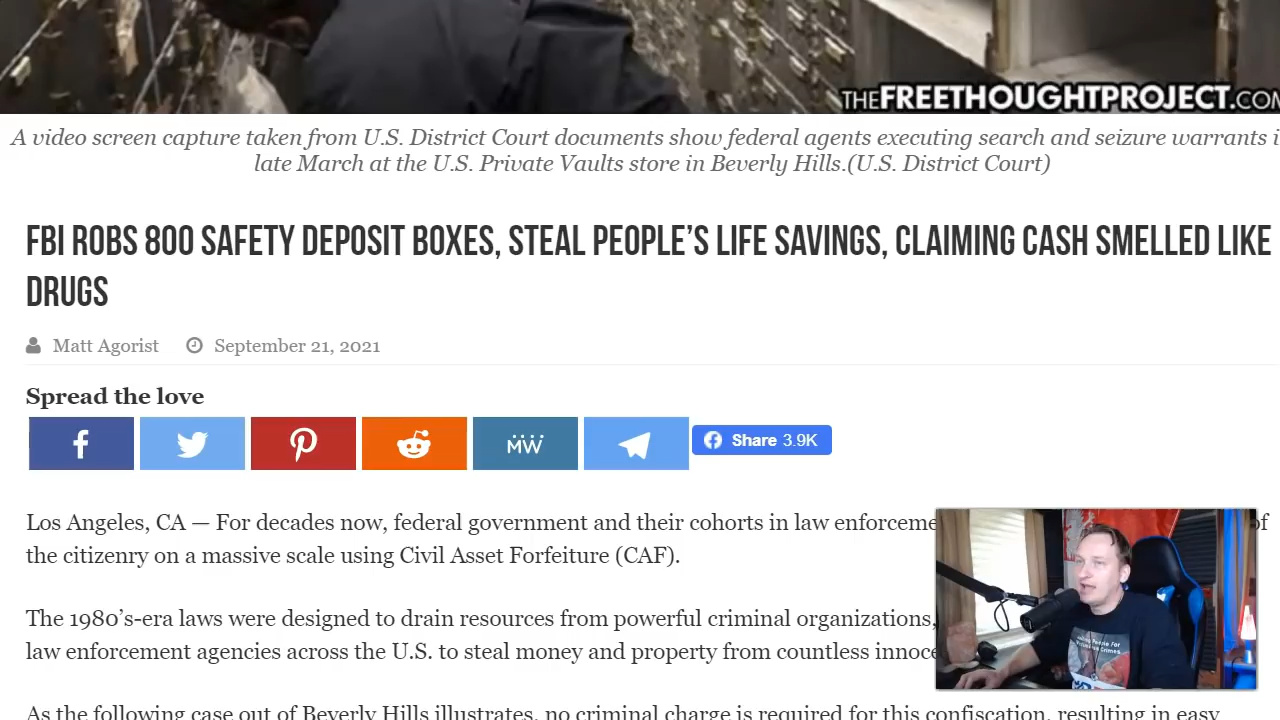 THEFREETHOUGHTPROJECT.COM
A video screen capture taken from U.S. District Court documents show federal agents executing search and seizure warrants i
late March at the U.S. Private Vaults store in Beverly Hills.(U.S. District Court)
FBI ROBS 800 SAFETY DEPOSIT BOXES, STEAL PEOPLE’S LIFE SAVINGS, CLAIMING CASH SMELLED LIKE
DRUGS
Matt Agorist September 21, 2021
Spread the love
MW Share 3.9K
Los Angeles, CA — For decades now, federal government and their cohorts in law enforceme of
the citizenry on a massive scale using Civil Asset Forfeiture (CAF).
The 1980’s-era laws were designed to drain resources from powerful criminal organizations,
law enforcement agencies across the U.S. to steal money and property from countless innoce
As the following case out of Beverly Hills illustrates, no criminal charge is required for this confiscation, resulting in easy